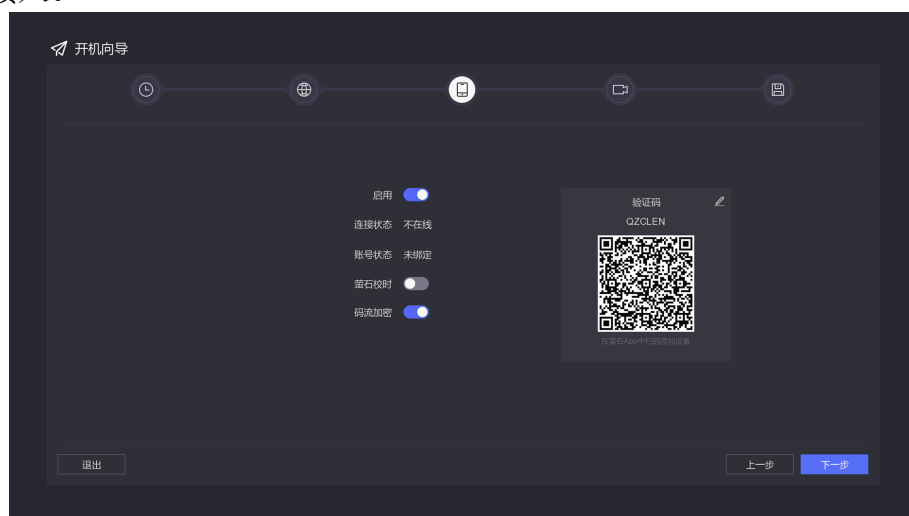 开机向导
启用
连接状态 不在线
账号状态 未绑定
萤石校时
码流加密
验证码
QZCLEN
在萤石App中扫码添加设备
退出
上一步
下一步